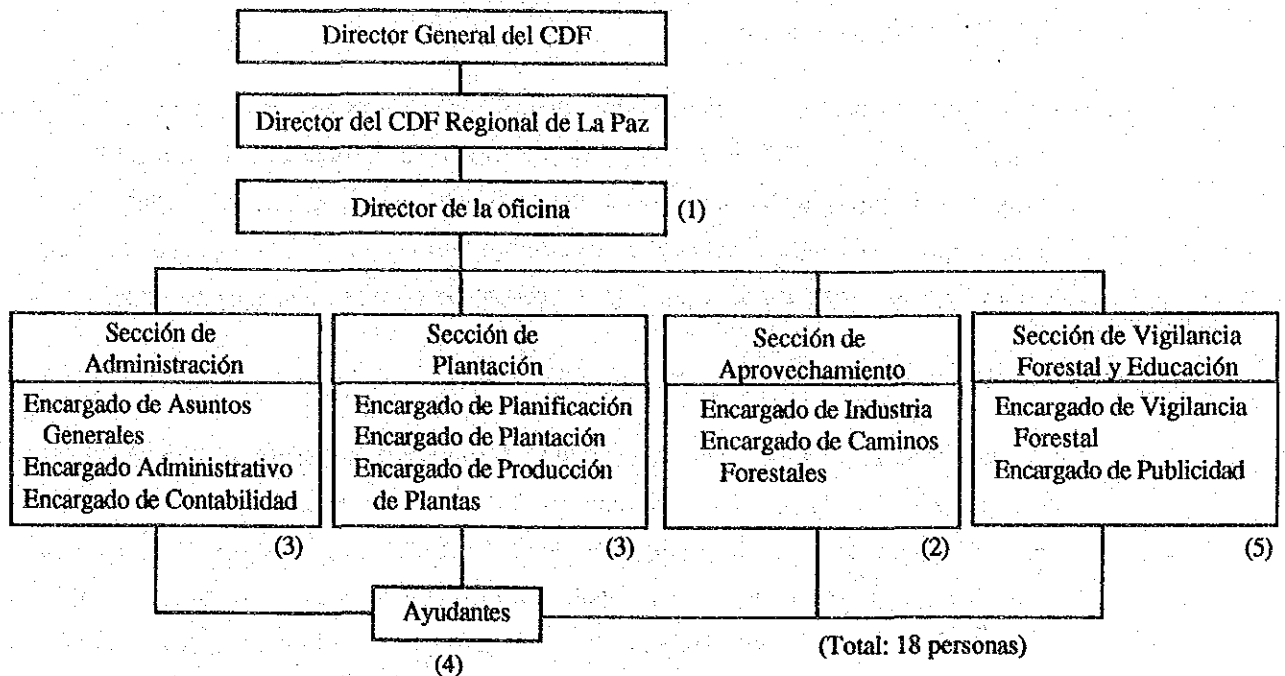 Director General del CDF
Director del CDF Regional de La Paz
Director de la oficina
(1)
Sección de
Administración
Encargado de Asuntos
Generales
Encargado Administrativo
Encargado de Contabilidad
(3)
Sección de
Plantación
Encargado de Planificación
Encargado de Plantación
Encargado de Producción
de Plantas
(3)
Sección de
Aprovechamiento
Encargado de Industria
Encargado de Caminos
Forestales
(2)
Sección de Vigilancia
Forestal y Educación
Encargado de Vigilancia
Forestal
Encargado de Publicidad
(5)
Ayudantes
(4)
(Total: 18 personas)